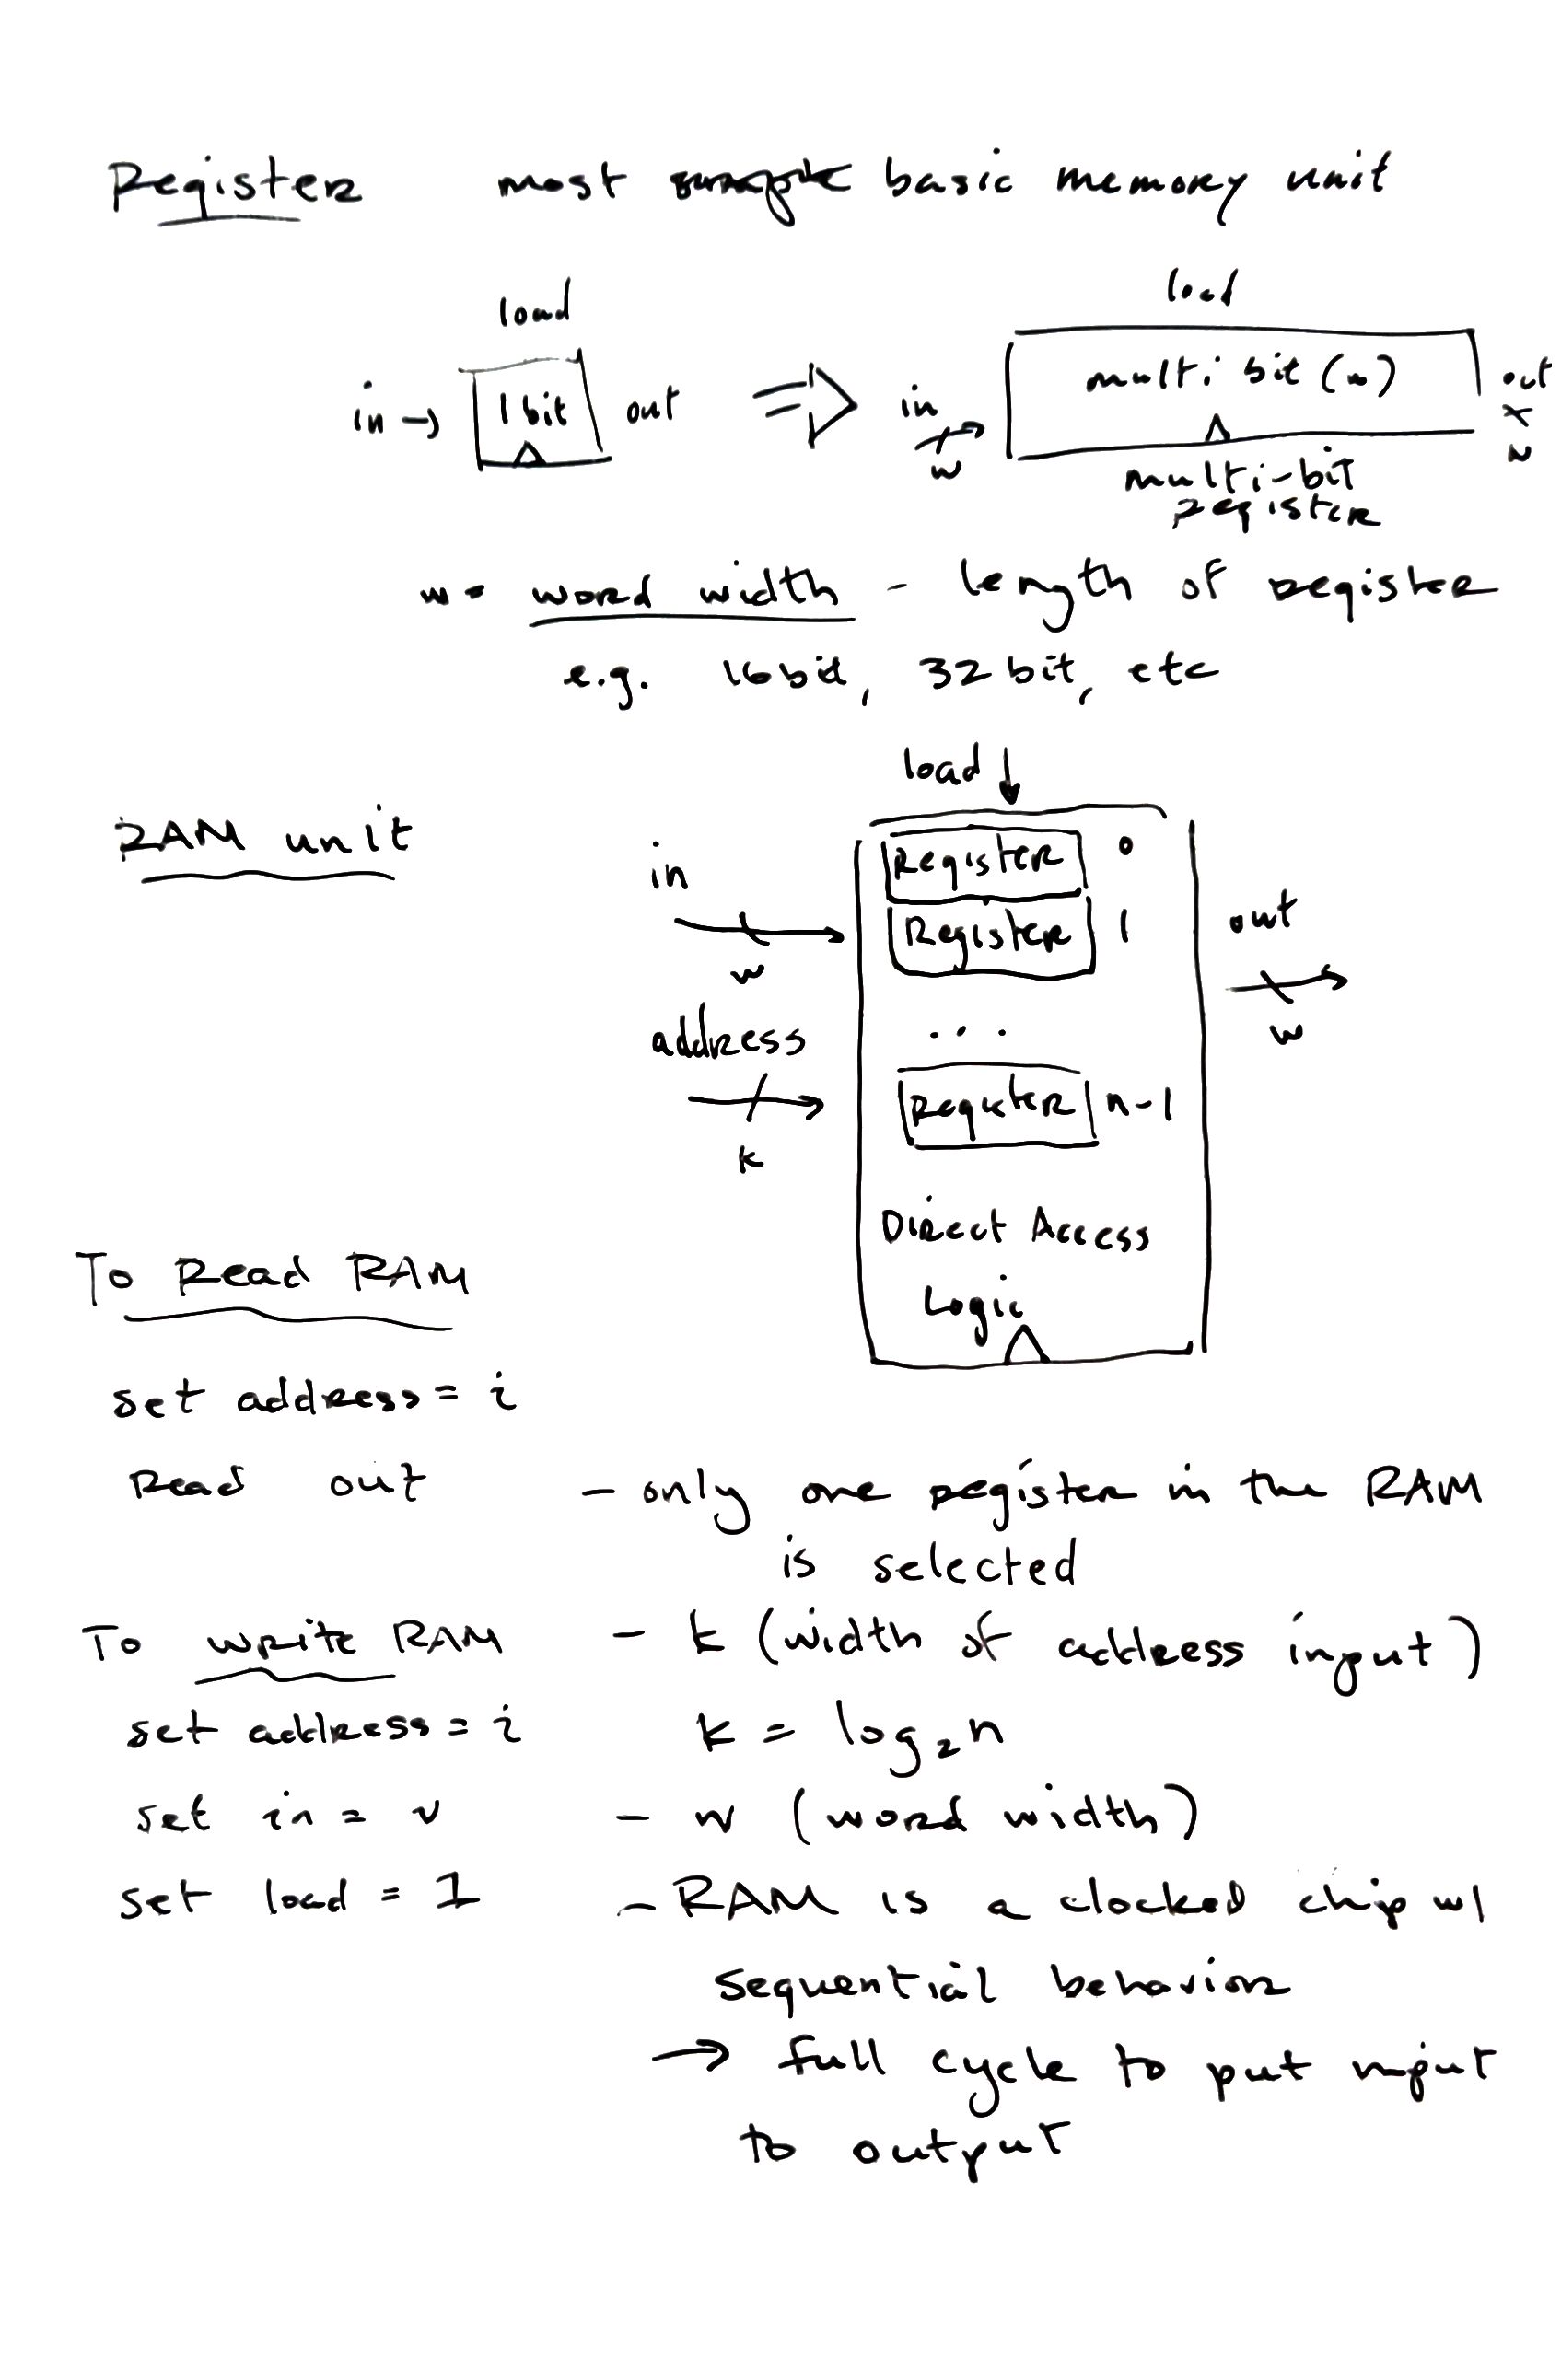 Register most simple basic memory unit
load
in → 1 bit out
⇒
load
in w multi bit (w) out w
multi-bit
register
w = word width - length of register
e.g. 16 bit, 32 bit, etc
RAM unit
load ↓
in
w
address
k
Register 0
Register 1
...
Register n-1
Direct Access
Logic
out
w
To Read RAM
set address = i
Read out
To write RAM
set address = i
set in = v
set load = 1
- only one register in the RAM
is selected
- k (width of address input)
k = log₂n
- w (word width)
- RAM is a clocked chip w/
sequential behavior
→ full cycle to put input
to output